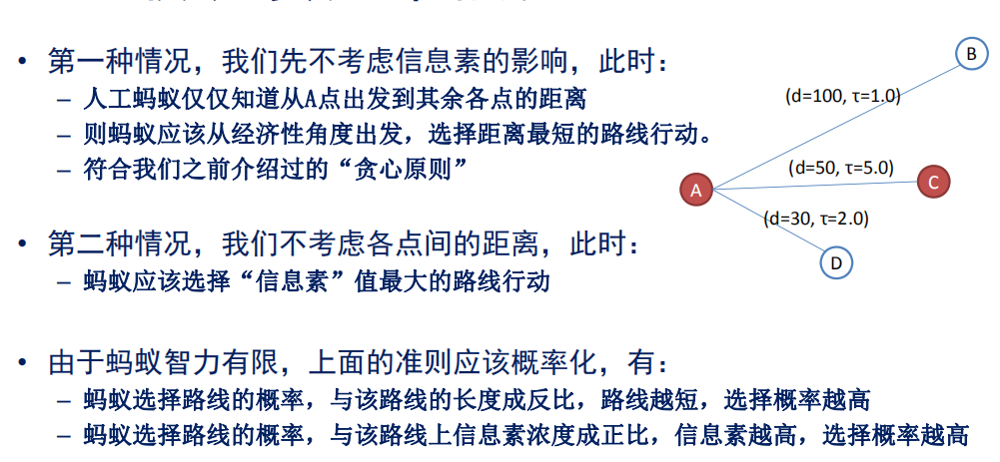 • 第一种情况，我们先不考虑信息素的影响，此时：
– 人工蚂蚁仅仅知道从A点出发到其余各点的距离
– 则蚂蚁应该从经济性角度出发，选择距离最短的路线行动。
– 符合我们之前介绍过的“贪心原则”
• 第二种情况，我们不考虑各点间的距离，此时：
– 蚂蚁应该选择“信息素”值最大的路线行动
• 由于蚂蚁智力有限，上面的准则应该概率化，有：
– 蚂蚁选择路线的概率，与该路线的长度成反比，路线越短，选择概率越高
– 蚂蚁选择路线的概率，与该路线上信息素浓度成正比，信息素越高，选择概率越高
B
(d=100, τ=1.0)
(d=50, τ=5.0)
A
C
(d=30, τ=2.0)
D